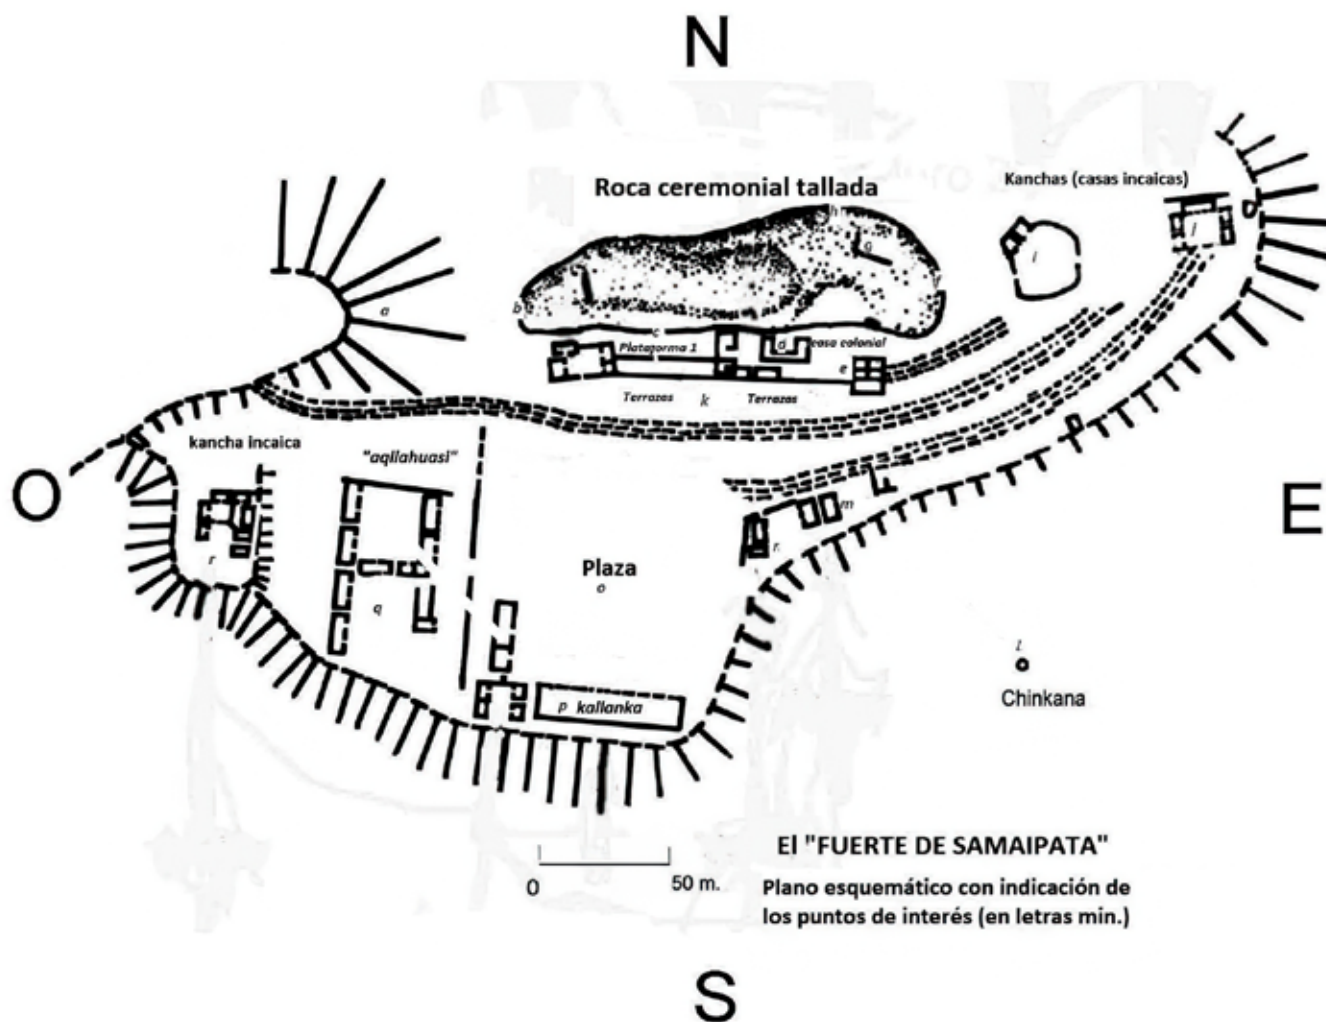 N
Roca ceremonial tallada
Kanchas (casas incaicas)
h
g
l
l
a
b
c
Plataforma 1
d
casa colonial
e
Terrazas
k
Terrazas
kancha incaica
"aqllahuasi"
O
E
m
n
r
Plaza
o
q
t
Chinkana
p kallanka
0
50 m.
El "FUERTE DE SAMAIPATA"
Plano esquemático con indicación de
los puntos de interés (en letras min.)
S